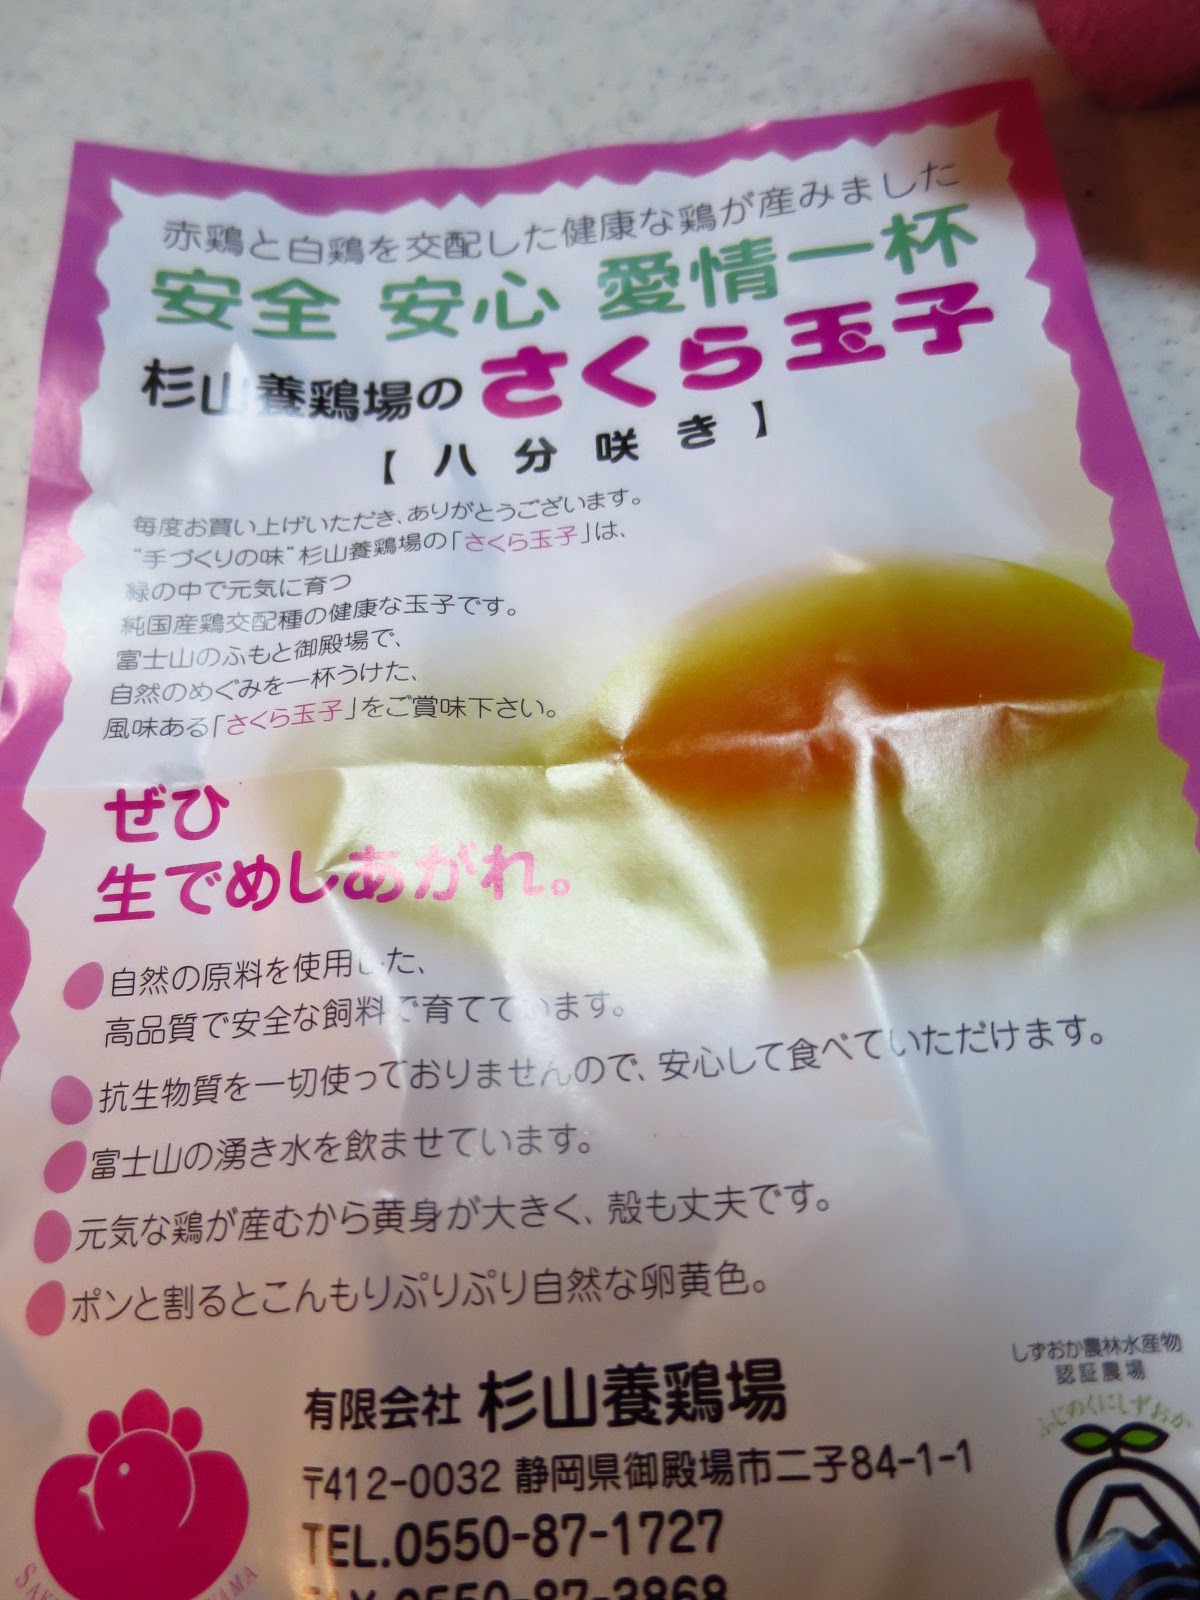 赤鶏と白鶏を交配した健康な鶏が産みました
安全 安心 愛情一杯
杉山養鶏場のさくら玉子
【八分咲き】
毎度お買い上げいただき、ありがとうございます。
"手づくりの味"杉山養鶏場の「さくら玉子」は、
緑の中で元気に育つ
純国産鶏交配種の健康な玉子です。
富士山のふもと御殿場で、
自然のめぐみを一杯うけた、
風味ある「さくら玉子」をご賞味下さい。
ぜひ
生でめしあがれ。
自然の原料を使用した、
高品質で安全な飼料で育てています。
抗生物質を一切使っておりませんので、安心して食べていただけます。
富士山の湧き水を飲ませています。
元気な鶏が産むから黄身が大きく、殻も丈夫です。
ポンと割るとこんもりぷりぷり自然な卵黄色。
しずおか農林水産物
認証農場
ふじのくにしずおか
有限会社 杉山養鶏場
〒412-0032 静岡県御殿場市二子84-1-1
TEL.0550-87-1727
FAX 0550-87-3868